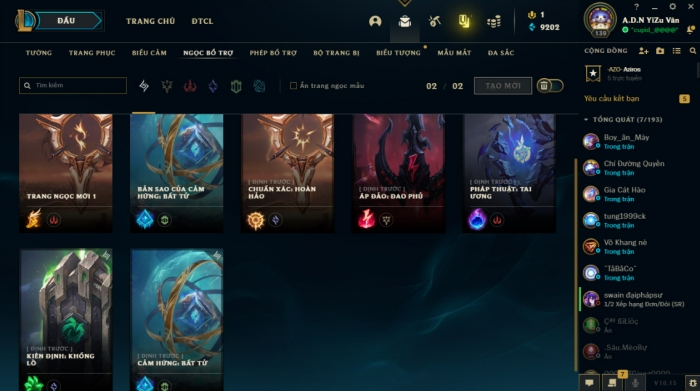 ĐẤU
TRANG CHỦ
ĐTCL
1
9202
A.D.N YiZu Vân
139
TƯỚNG
TRANG PHỤC
BIỂU CẢM
NGỌC BỔ TRỢ
PHÉP BỔ TRỢ
BỘ TRANG BỊ
BIỂU TƯỢNG
MẪU MẮT
ĐA SẮC
CỘNG ĐỒNG
Tìm kiếm
Ẩn trang ngọc mẫu
02 / 02
TẠO MỚI
AZO Aziros
5 trực tuyến
Yêu cầu kết bạn
5
TỔNG QUÁT (7/193)
Boy_ăn_Mày
Trong trận
Chí Đường Quyền
Trong trận
Gia Cát Hào
Trong trận
tung1999ck
Trong trận
Võ Khang nè
Trong trận
Trong trận
swain đạiphápsư
1/2 Xếp hạng Đơn/Đôi (SR)
Ẩn
.Sâu.MèoBự
Ẩn
TRANG NGỌC MỚI 1
[ ĐỊNH TRƯỚC ]
BẢN SAO CỦA CẢM
HỨNG: BẤT TỬ
[ ĐỊNH TRƯỚC ]
CHUẨN XÁC: HOÀN
HẢO
[ ĐỊNH TRƯỚC ]
ÁP ĐẢO: ĐAO PHỦ
[ ĐỊNH TRƯỚC ]
PHÁP THUẬT: TAI
ƯƠNG
[ ĐỊNH TRƯỚC ]
KIÊN ĐỊNH: KHỔNG
LỒ
[ ĐỊNH TRƯỚC ]
CẢM HỨNG: BẤT TỬ
7
V10.15